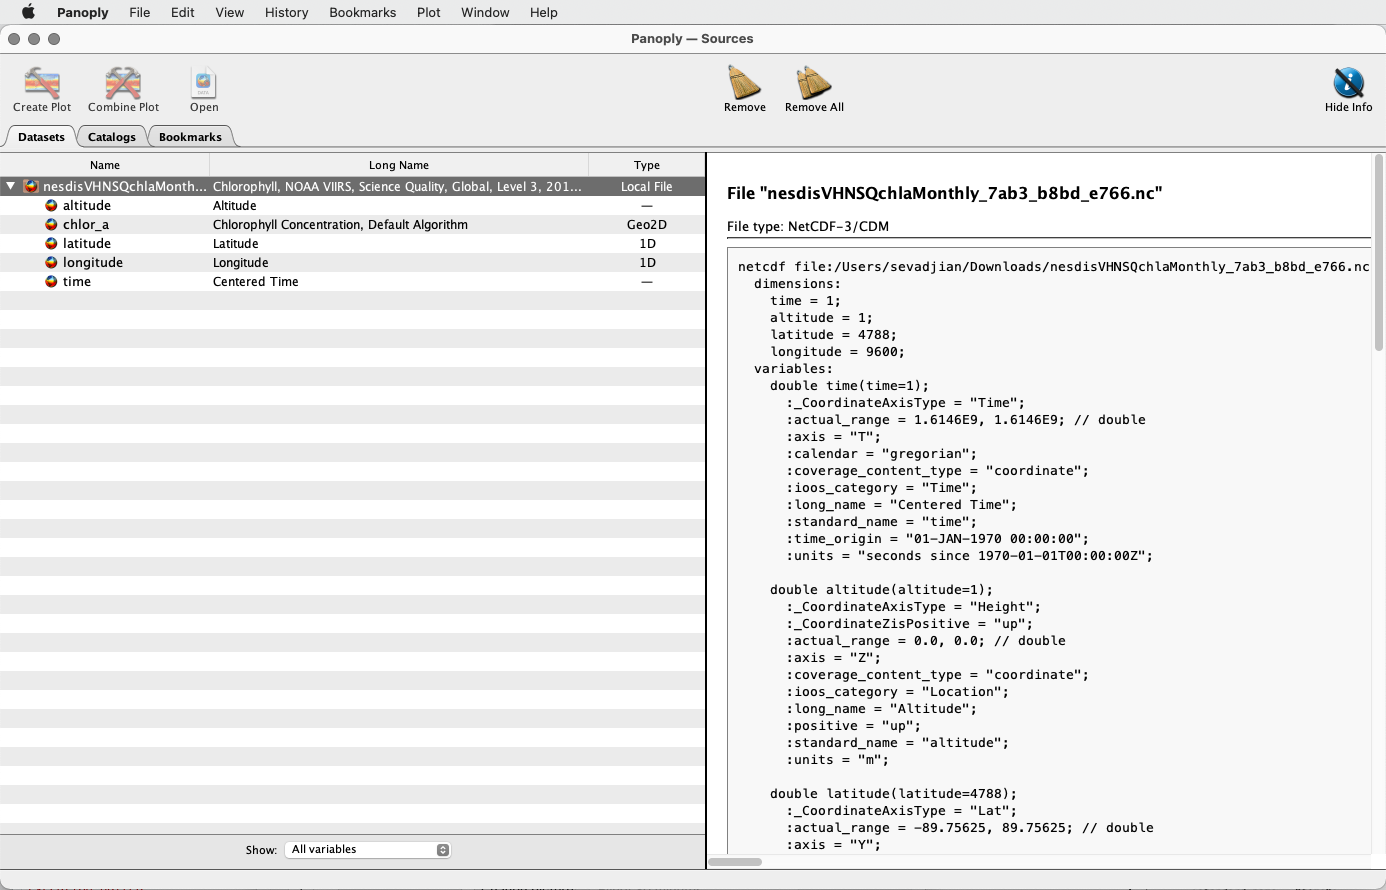 Panoply File Edit View History Bookmarks Plot Window Help
Panoply — Sources
Create Plot Combine Plot Open Remove Remove All Hide Info
DATA
Datasets Catalogs Bookmarks
Name Long Name Type
nesdisVHNSQchlaMonth... Chlorophyll, NOAA VIIRS, Science Quality, Global, Level 3, 201... Local File
altitude Altitude —
chlor_a Chlorophyll Concentration, Default Algorithm Geo2D
latitude Latitude 1D
longitude Longitude 1D
time Centered Time —
Show: All variables
File "nesdisVHNSQchlaMonthly_7ab3_b8bd_e766.nc"
File type: NetCDF-3/CDM
netcdf file:/Users/sevadjian/Downloads/nesdisVHNSQchlaMonthly_7ab3_b8bd_e766.nc
dimensions:
time = 1;
altitude = 1;
latitude = 4788;
longitude = 9600;
variables:
double time(time=1);
:_CoordinateAxisType = "Time";
:actual_range = 1.6146E9, 1.6146E9; // double
:axis = "T";
:calendar = "gregorian";
:coverage_content_type = "coordinate";
:ioos_category = "Time";
:long_name = "Centered Time";
:standard_name = "time";
:time_origin = "01-JAN-1970 00:00:00";
:units = "seconds since 1970-01-01T00:00:00Z";
double altitude(altitude=1);
:_CoordinateAxisType = "Height";
:_CoordinateZisPositive = "up";
:actual_range = 0.0, 0.0; // double
:axis = "Z";
:coverage_content_type = "coordinate";
:ioos_category = "Location";
:long_name = "Altitude";
:positive = "up";
:standard_name = "altitude";
:units = "m";
double latitude(latitude=4788);
:_CoordinateAxisType = "Lat";
:actual_range = -89.75625, 89.75625; // double
:axis = "Y";